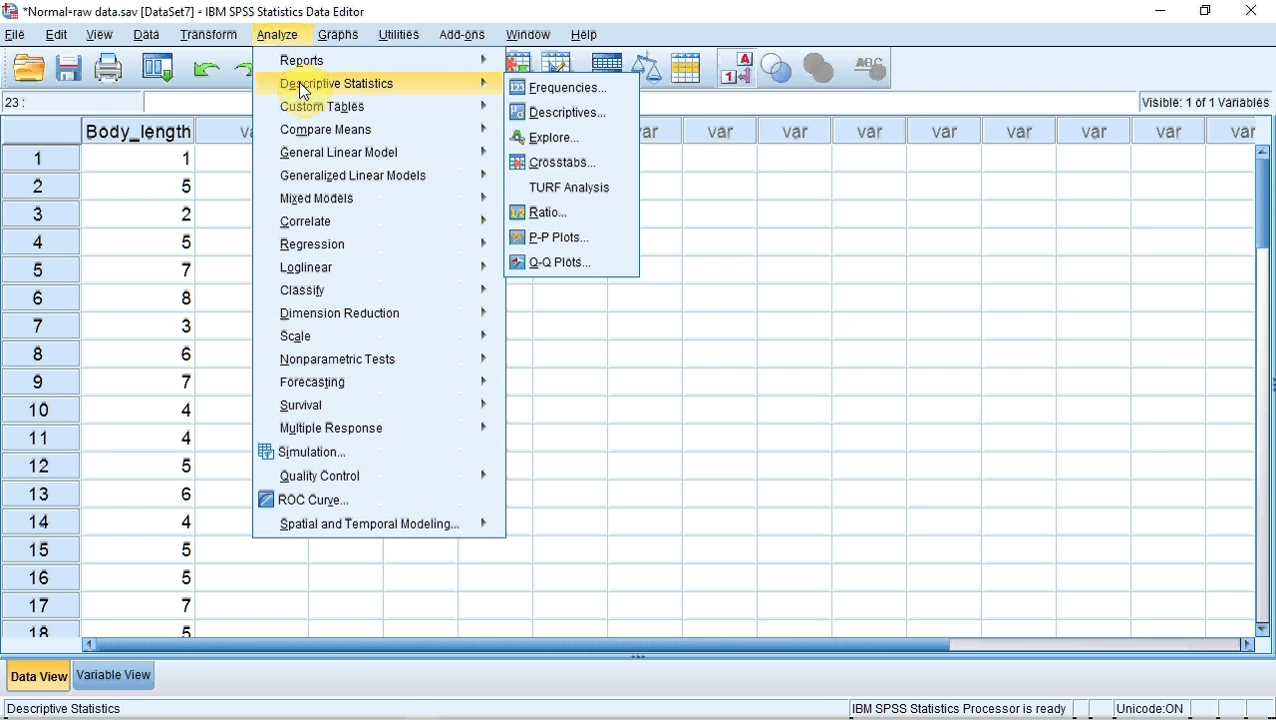 *Normal-raw data.sav [DataSet7] - IBM SPSS Statistics Data Editor
File Edit View Data Transform Analyze Graphs Utilities Add-ons Window Help
A
1
ABC
23 :
Visible: 1 of 1 Variables
Body_length var var var var var var var var
1 1
2 5
3 2
4 5
5 7
6 8
7 3
8 6
9 7
10 4
11 4
12 5
13 6
14 4
15 5
16 5
17 7
18 5
Reports
Descriptive Statistics
Custom Tables
Compare Means
General Linear Model
Generalized Linear Models
Mixed Models
Correlate
Regression
Loglinear
Classify
Dimension Reduction
Scale
Nonparametric Tests
Forecasting
Survival
Multiple Response
Simulation...
Quality Control
ROC Curve...
Spatial and Temporal Modeling...
Frequencies...
Descriptives...
Explore...
Crosstabs...
TURF Analysis
Ratio...
P-P Plots...
Q-Q Plots...
Data View Variable View
Descriptive Statistics
IBM SPSS Statistics Processor is ready
Unicode:ON